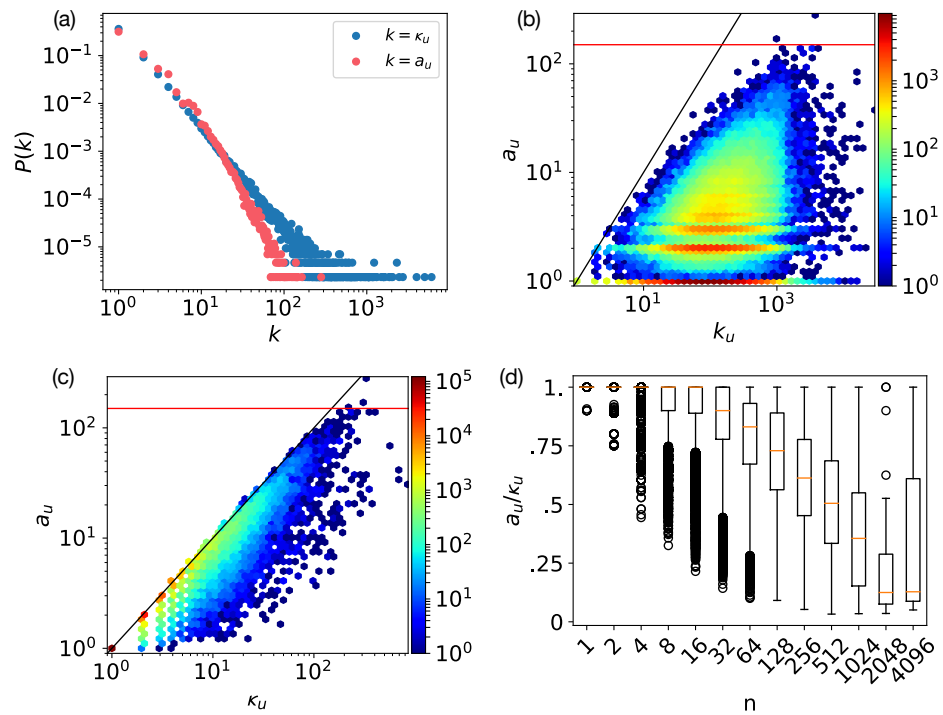 (a)
10⁻¹
10⁻²
10⁻³
10⁻⁴
10⁻⁵
P(k)
10⁰ 10¹ 10² 10³
k
k = κᵤ
k = aᵤ
(b)
10²
10¹
10⁰
aᵤ
10¹ 10³
kᵤ
10³
10²
10¹
10⁰
(c)
10²
10¹
10⁰
aᵤ
10⁰ 10¹ 10²
κᵤ
10⁵
10⁴
10³
10²
10¹
10⁰
(d)
1.
.75
.5
.25
0
aᵤ/κᵤ
1 2 4 8 16 32 64 128 256 512 1024 2048 4096
n